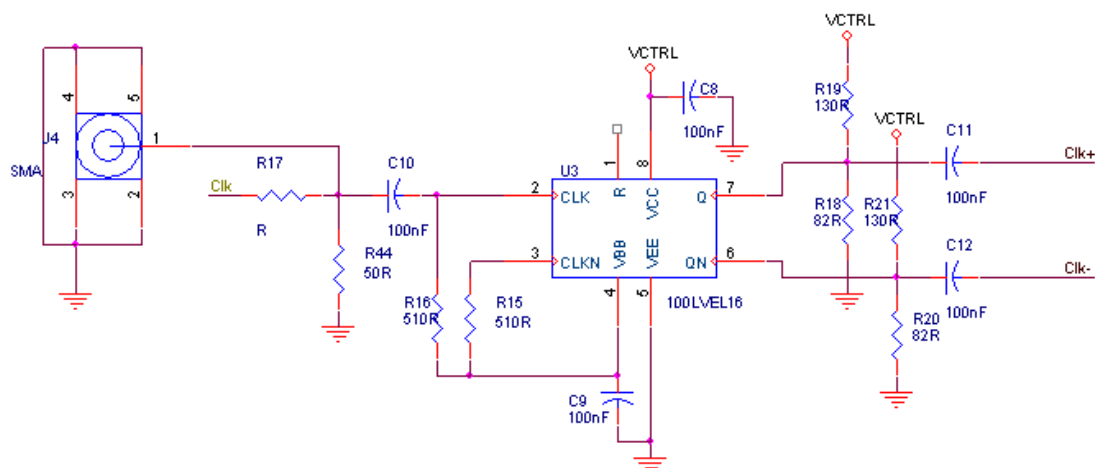 VCTRL
VCTRL
4
5
J4
1
SMA
3
2
R17
Clk
R
R44
50R
C10
100nF
C8
100nF
1
8
U3
2
CLK
R
VCC
Q
7
3
CLKN
VBB
VEE
QN
6
4
5
100LVEL16
R16
510R
R15
510R
C9
100nF
R19
130R
VCTRL
C11
100nF
Clk+
R18
82R
R21
130R
C12
100nF
Clk-
R20
82R